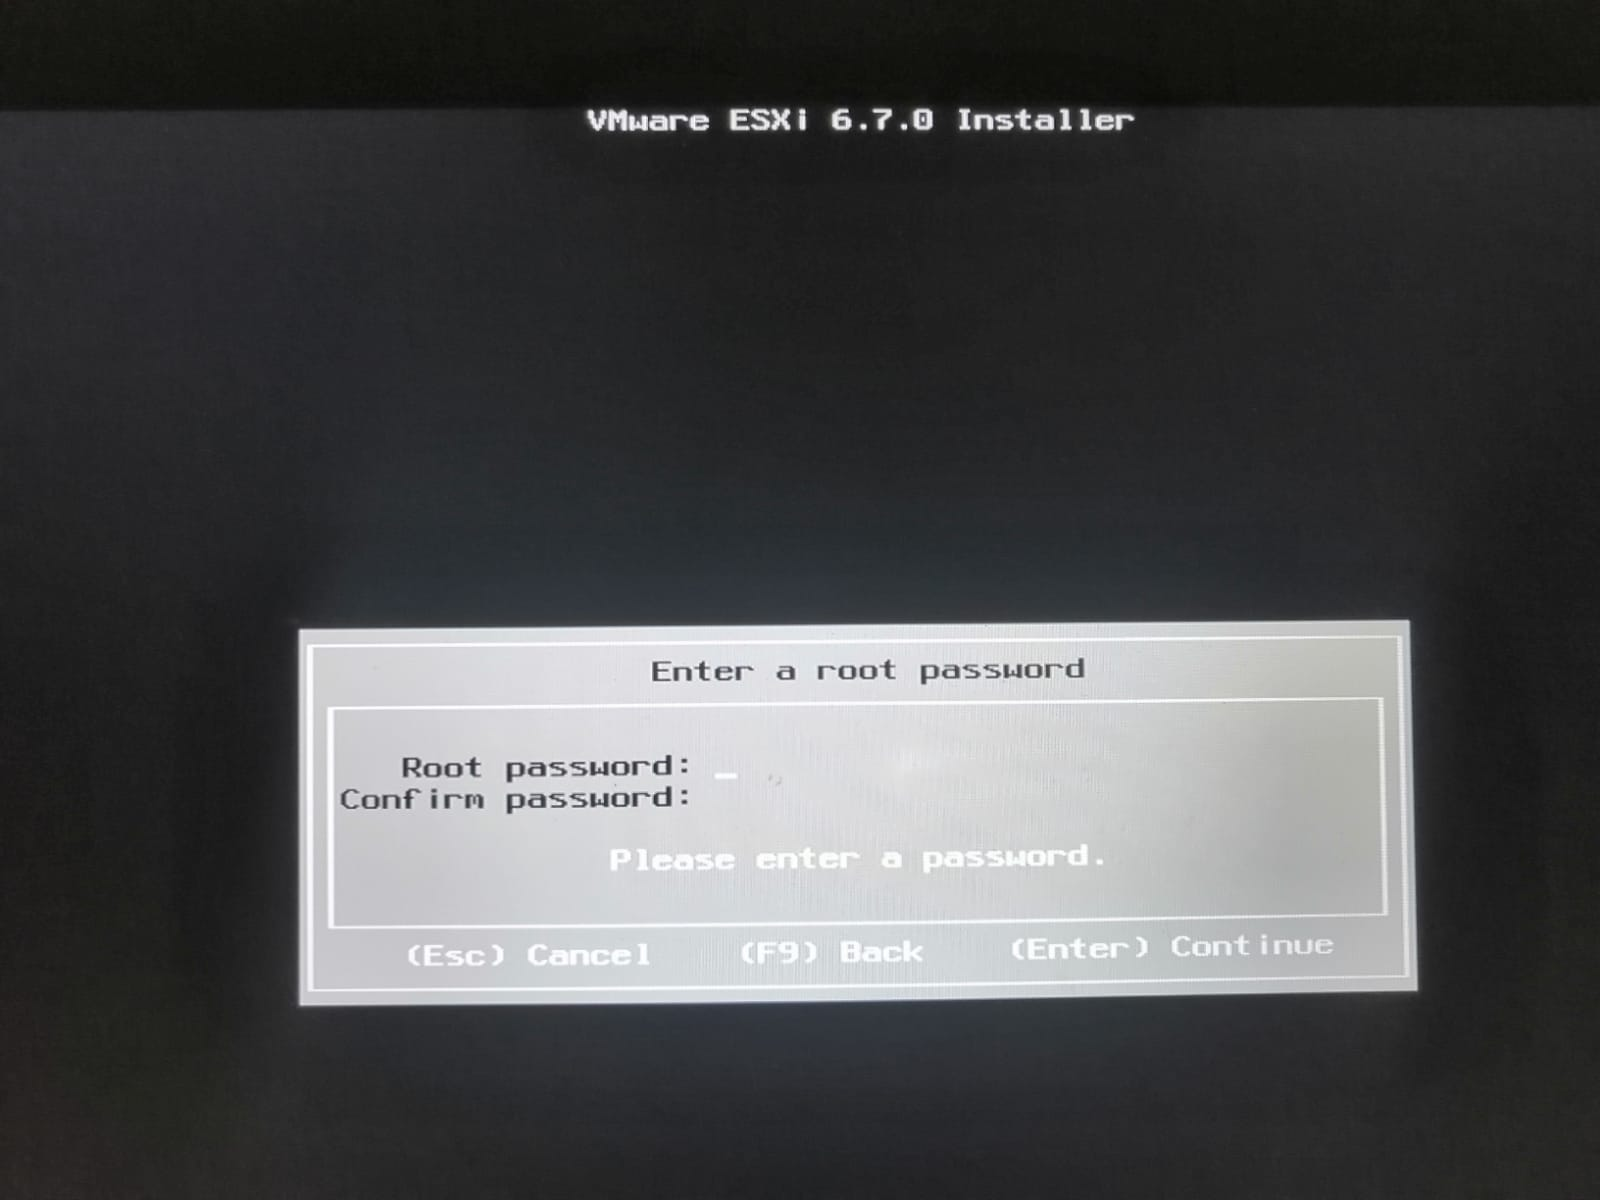 VMware ESXi 6.7.0 Installer
Enter a root password
Root password:
Confirm password:
Please enter a password.
(Esc) Cancel (F9) Back (Enter) Continue